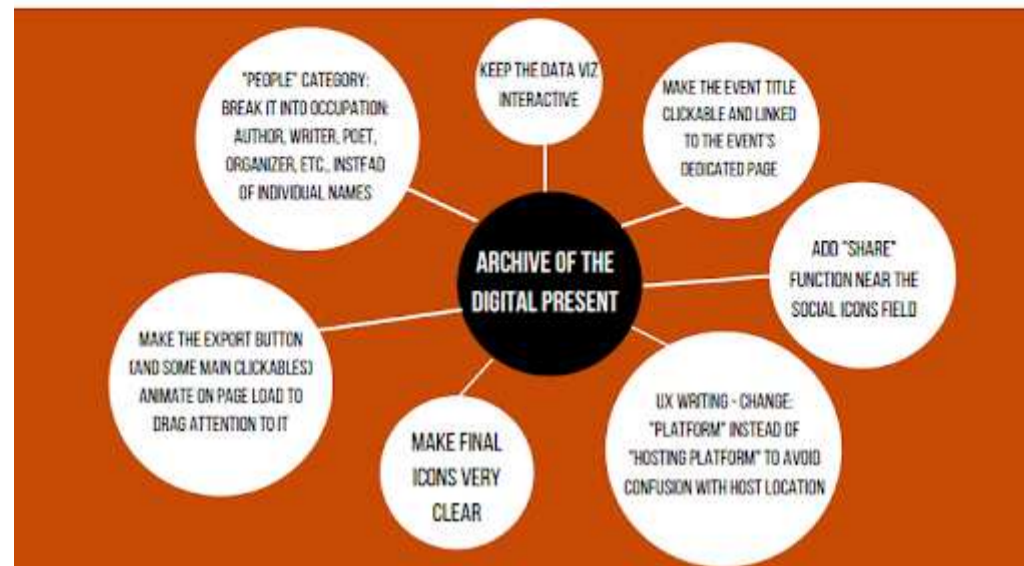 "PEOPLE" CATEGORY:
BREAK IT INTO OCCUPATION:
AUTHOR, WRITER, POET,
ORGANIZER, ETC., INSTEAD
OF INDIVIDUAL NAMES
KEEP THE DATA VIZ
INTERACTIVE
MAKE THE EVENT TITLE
CLICKABLE AND LINKED
TO THE EVENT'S
DEDICATED PAGE
ARCHIVE OF THE
DIGITAL PRESENT
ADD "SHARE"
FUNCTION NEAR THE
SOCIAL ICONS FIELD
MAKE THE EXPORT BUTTON
(AND SOME MAIN CLICKABLES)
ANIMATE ON PAGE LOAD TO
DRAG ATTENTION TO IT
MAKE FINAL
ICONS VERY
CLEAR
UX WRITING - CHANGE:
"PLATFORM" INSTEAD OF
"HOSTING PLATFORM" TO AVOID
CONFUSION WITH HOST LOCATION